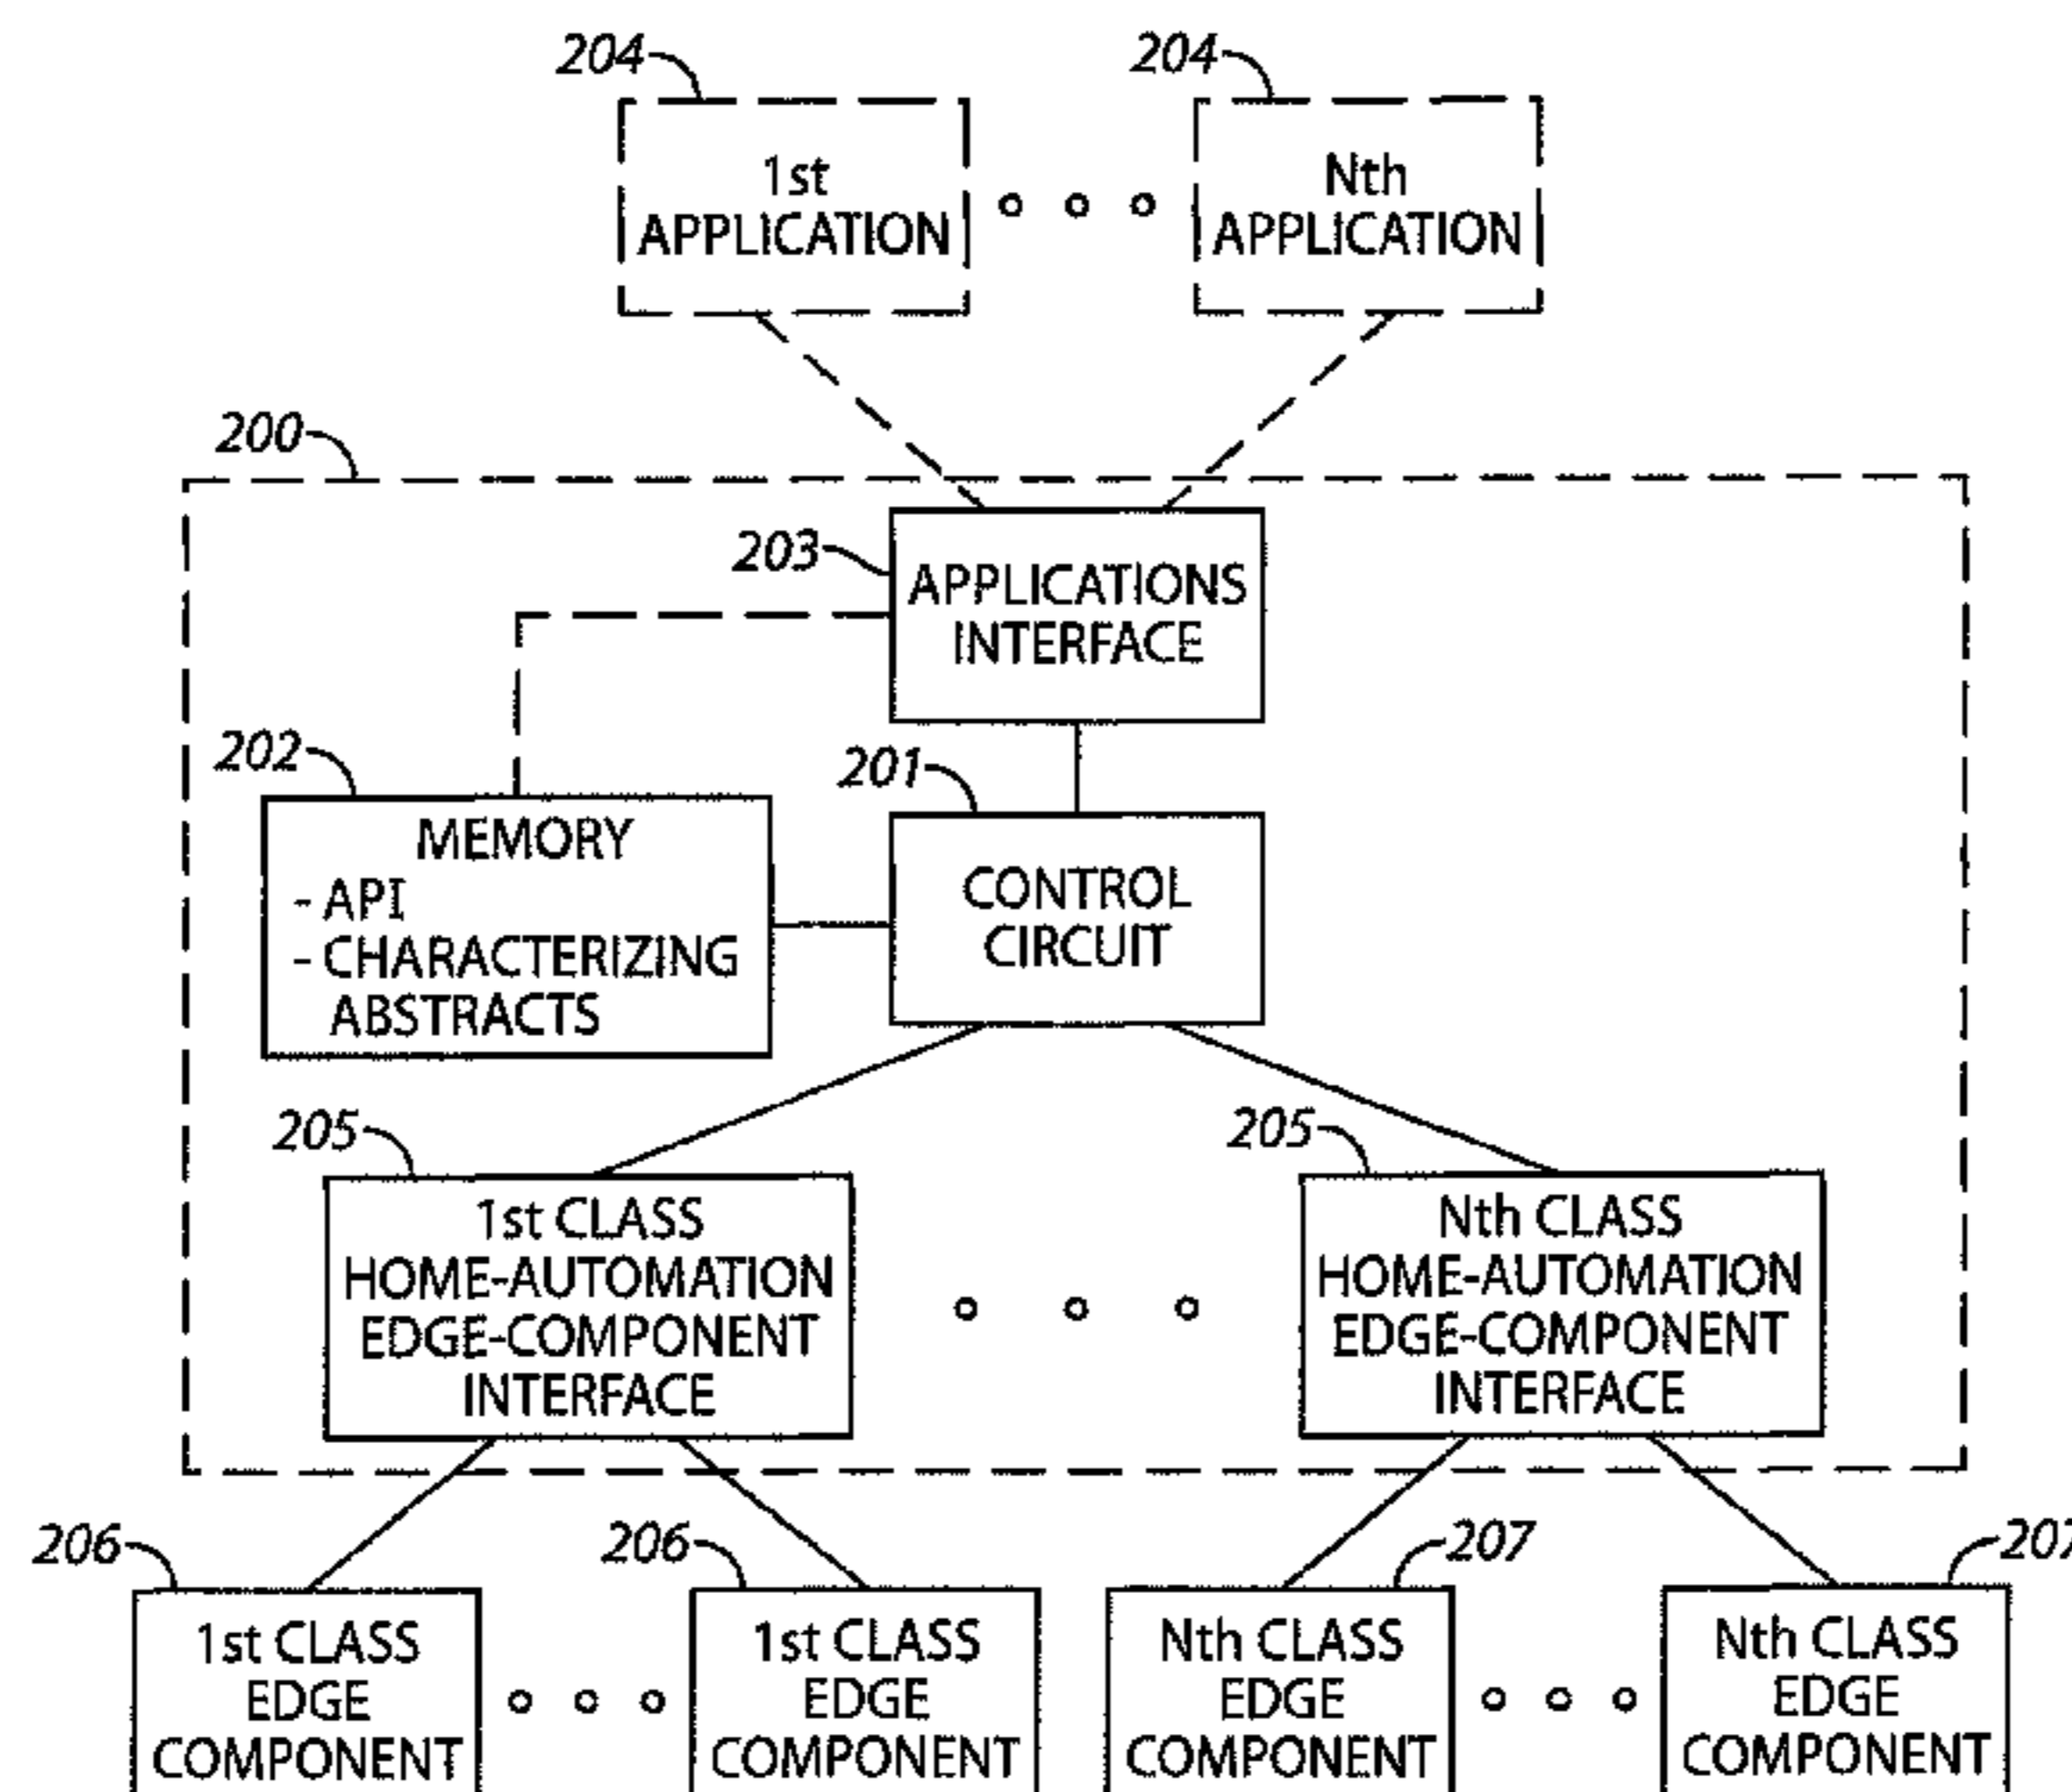 204
204
1st
APPLICATION
Nth
APPLICATION
200
203
APPLICATIONS
INTERFACE
202
201
MEMORY
- API
- CHARACTERIZING
ABSTRACTS
CONTROL
CIRCUIT
205
205
1st CLASS
HOME-AUTOMATION
EDGE-COMPONENT
INTERFACE
Nth CLASS
HOME-AUTOMATION
EDGE-COMPONENT
INTERFACE
206
206
207
207
1st CLASS
EDGE
COMPONENT
1st CLASS
EDGE
COMPONENT
Nth CLASS
EDGE
COMPONENT
Nth CLASS
EDGE
COMPONENT